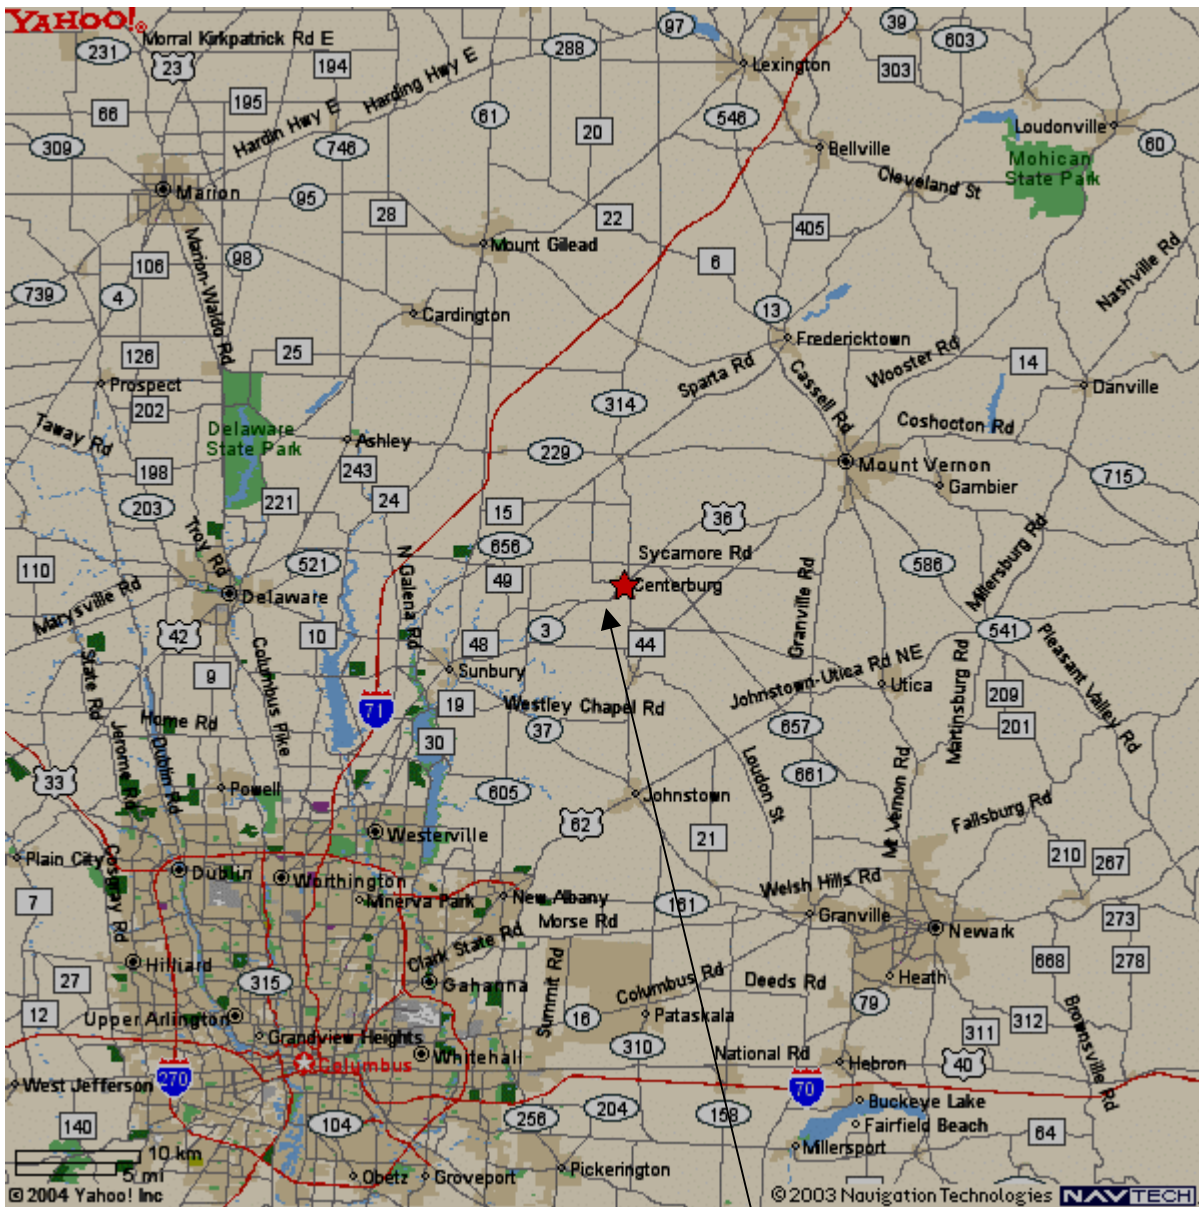 YAHOO!
Morral Kirkpatrick Rd E
231
23
194
288
97
39
603
303
Lexington
Harding Hwy E
Hardin Hwy E
66
195
61
20
546
Loudonville
309
746
Bellville
60
Mohican
State Park
Cleveland St
Marion
95
28
22
405
Mount Gilead
106
98
6
Nashville Rd
739
4
Marion-Waldo Rd
Cardington
13
Fredericktown
126
25
Sparta Rd
Wooster Rd
14
Prospect
202
314
Cassell Rd
Danville
Taway Rd
Delaware
State Park
Ashley
Coshocton Rd
229
198
243
Mount Vernon
715
203
221
24
15
36
Gambier
Troy Rd
656
Sycamore Rd
Millersburg Rd
110
521
N Galena Rd
49
Centerburg
Granville Rd
586
Marysville Rd
Delaware
42
10
48
3
44
541
State Rd
9
Columbus Pike
Sunbury
Johnstown-Utica Rd NE
Utica
Martinsburg Rd
Pleasant Valley Rd
209
71
19
Westley Chapel Rd
201
Home Rd
37
657
30
33
Jerome Rd
Dublin Rd
Powell
605
Johnstown
Loudon St
661
Mt Vernon Rd
Fallsburg Rd
62
21
Westerville
Plain City
Cosgray Rd
Dublin
Worthington
210
267
7
Minerva Park
New Albany
161
Welsh Hills Rd
Morse Rd
Granville
273
Newark
Clark State Rd
Hilliard
668
278
27
315
Gahanna
Summit Rd
Columbus Rd
Deeds Rd
Heath
12
Upper Arlington
16
Pataskala
79
312
311
Brownsville Rd
Grandview Heights
310
National Rd
Whitehall
Columbus
Hebron
40
West Jefferson
270
70
140
104
256
204
158
Buckeye Lake
Fairfield Beach
64
Millersport
10 km
5 mi
Obetz
Groveport
Pickerington
© 2004 Yahoo! Inc
© 2003 Navigation Technologies
NAVTECH